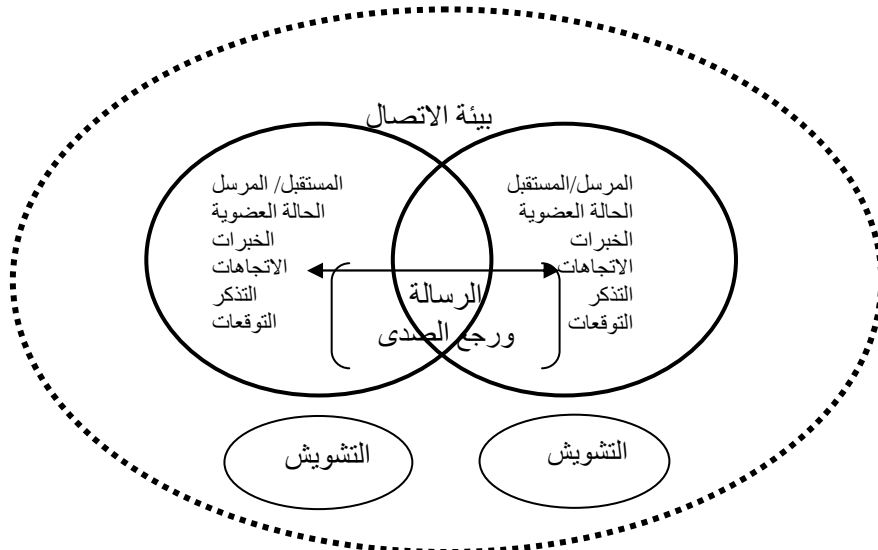 بيئة الاتصال
المرسل/المستقبل
الحالة العضوية
الخبرات
الاتجاهات
التذكر
التوقعات
المستقبل/ المرسل
الحالة العضوية
الخبرات
الاتجاهات
التذكر
التوقعات
الرسالة
ورجع الصدى
التشويش
التشويش